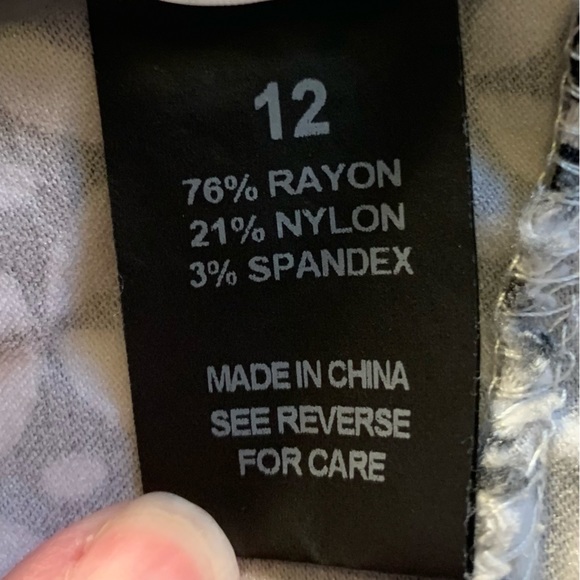 12
76% RAYON
21% NYLON
3% SPANDEX
MADE IN CHINA
SEE REVERSE
FOR CARE